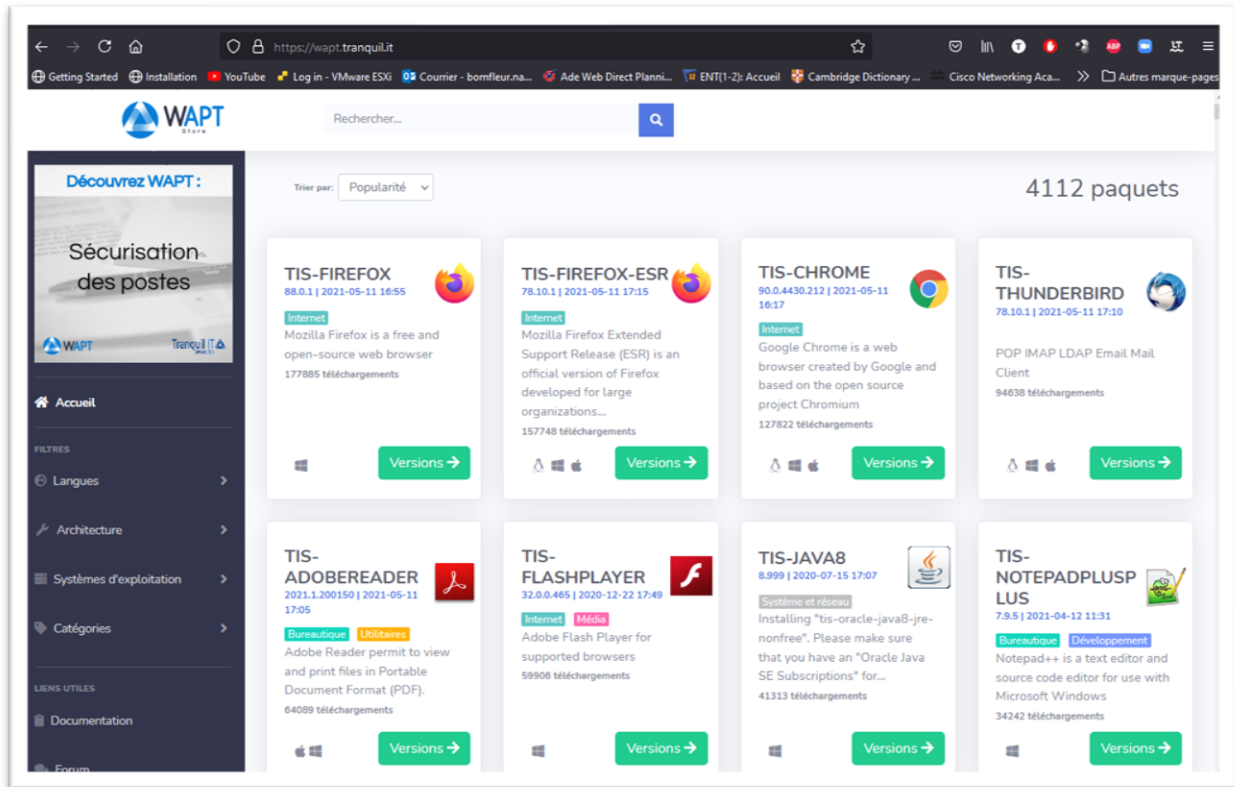 https://wapt.tranquil.it
Getting Started Installation YouTube Log in - VMware ESXi Courrier - bomfleur.na... Ade Web Direct Planni... ENT(1-2): Accueil Cambridge Dictionary ... Cisco Networking Aca... Autres marque-pages
WAPT
Store
Rechercher...
Découvrez WAPT :
Sécurisation
des postes
WAPT Tranquil IT
Accueil
FILTRES
Langues
Architecture
Systèmes d'exploitation
Catégories
LIENS UTILES
Documentation
Forum
Trier par: Popularité
4112 paquets
TIS-FIREFOX
88.0.1 | 2021-05-11 16:55
Internet
Mozilla Firefox is a free and
open-source web browser
177885 téléchargements
Versions
TIS-FIREFOX-ESR
78.10.1 | 2021-05-11 17:15
Internet
Mozilla Firefox Extended
Support Release (ESR) is an
official version of Firefox
developed for large
organizations...
157748 téléchargements
Versions
TIS-CHROME
90.0.4430.212 | 2021-05-11
16:17
Internet
Google Chrome is a web
browser created by Google and
based on the open source
project Chromium
127822 téléchargements
Versions
TIS-
THUNDERBIRD
78.10.1 | 2021-05-11 17:10
POP IMAP LDAP Email Mail
Client
94638 téléchargements
Versions
TIS-
ADOBEREADER
2021.1.200150 | 2021-05-11
17:05
Bureautique Utilitaires
Adobe Reader permit to view
and print files in Portable
Document Format (PDF).
64089 téléchargements
Versions
TIS-
FLASHPLAYER
32.0.0.465 | 2020-12-22 17:49
Internet Média
Adobe Flash Player for
supported browsers
59906 téléchargements
Versions
TIS-JAVA8
8.999 | 2020-07-15 17:07
Système et réseau
Installing "tis-oracle-java8-jre-
nonfree". Please make sure
that you have an "Oracle Java
SE Subscriptions" for...
41313 téléchargements
Versions
TIS-
NOTEPADPLUSP
LUS
7.9.5 | 2021-04-12 11:31
Bureautique Développement
Notepad++ is a text editor and
source code editor for use with
Microsoft Windows
34242 téléchargements
Versions